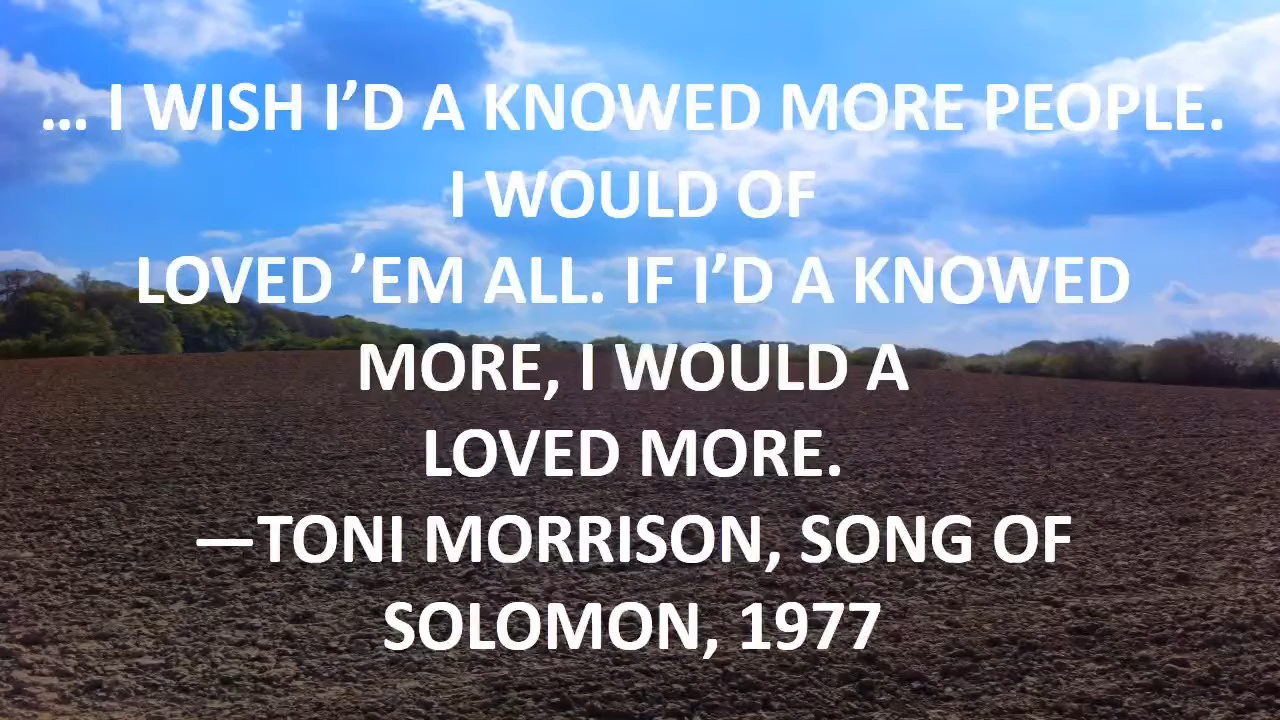 … I WISH I’D A KNOWED MORE PEOPLE.
I WOULD OF
LOVED ’EM ALL. IF I’D A KNOWED
MORE, I WOULD A
LOVED MORE.
—TONI MORRISON, SONG OF
SOLOMON, 1977